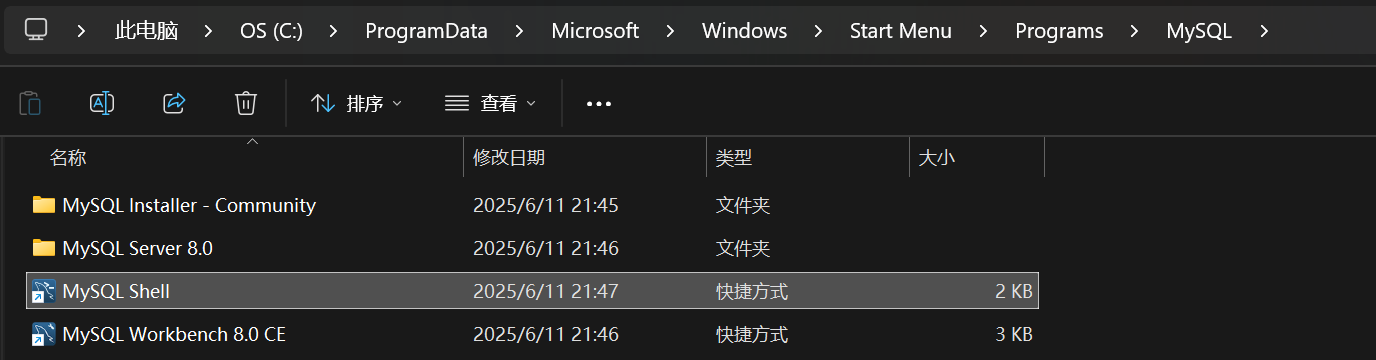 此电脑 OS (C:) ProgramData Microsoft Windows Start Menu Programs MySQL
排序 查看
名称 修改日期 类型 大小
MySQL Installer - Community 2025/6/11 21:45 文件夹
MySQL Server 8.0 2025/6/11 21:46 文件夹
MySQL Shell 2025/6/11 21:47 快捷方式 2 KB
MySQL Workbench 8.0 CE 2025/6/11 21:46 快捷方式 3 KB